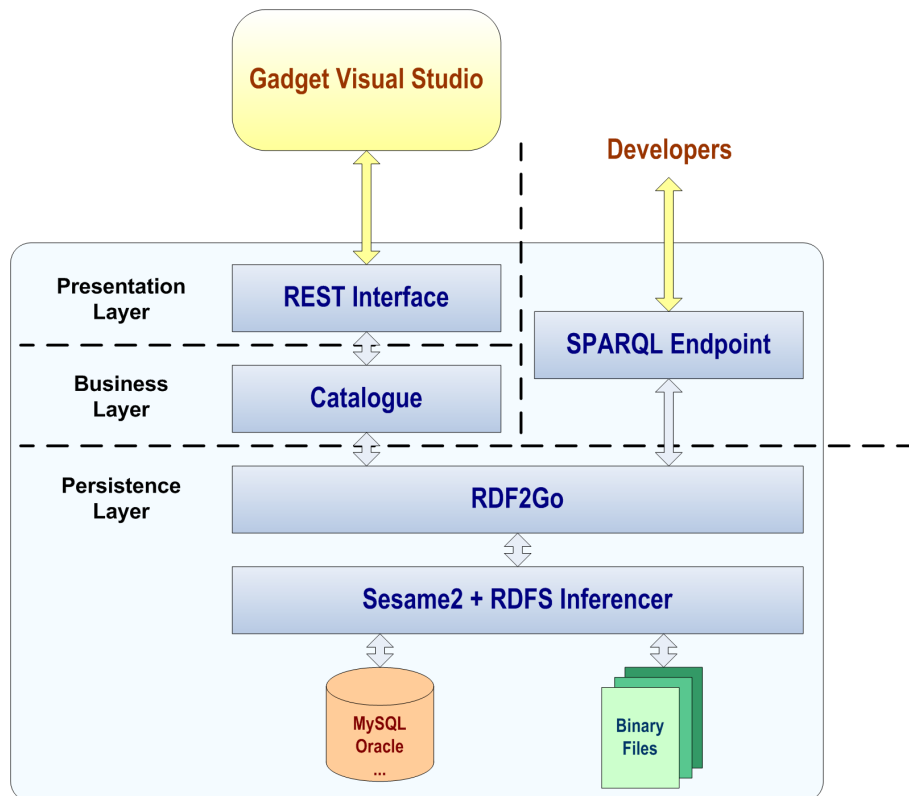 Gadget Visual Studio
Developers
Presentation
Layer
REST Interface
SPARQL Endpoint
Business
Layer
Catalogue
Persistence
Layer
RDF2Go
Sesame2 + RDFS Inferencer
MySQL
Oracle
...
Binary
Files